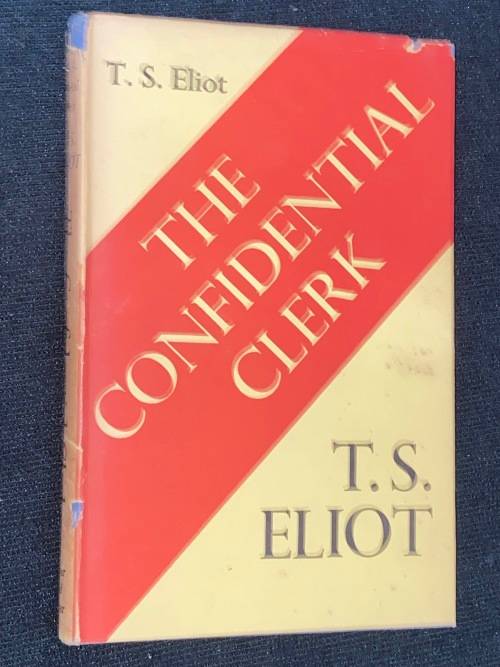 T. S. Eliot
THE
CONFIDENTIAL
CLERK
T. S.
ELIOT